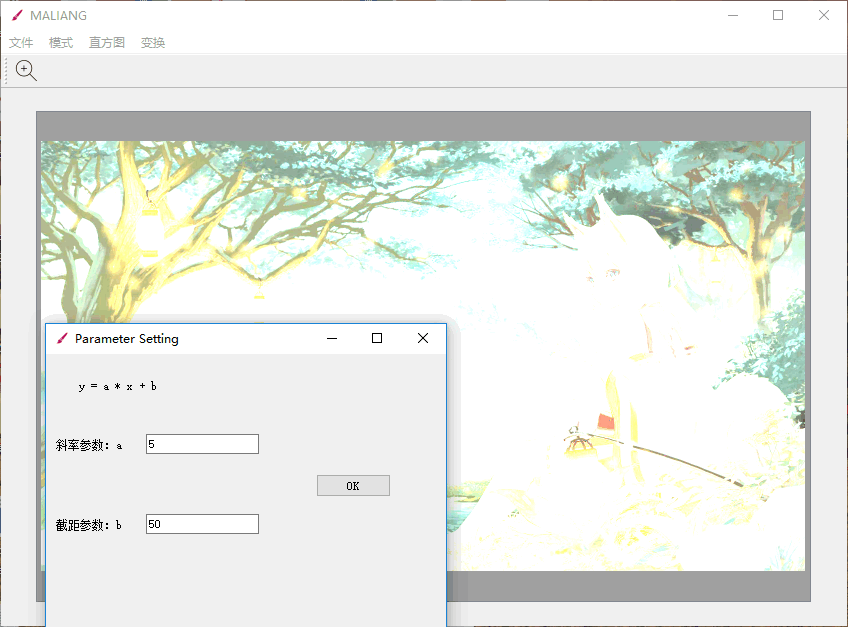 MALIANG
文件 模式 直方图 变换
Parameter Setting
y = a * x + b
斜率参数：a 5
OK
截距参数：b 50